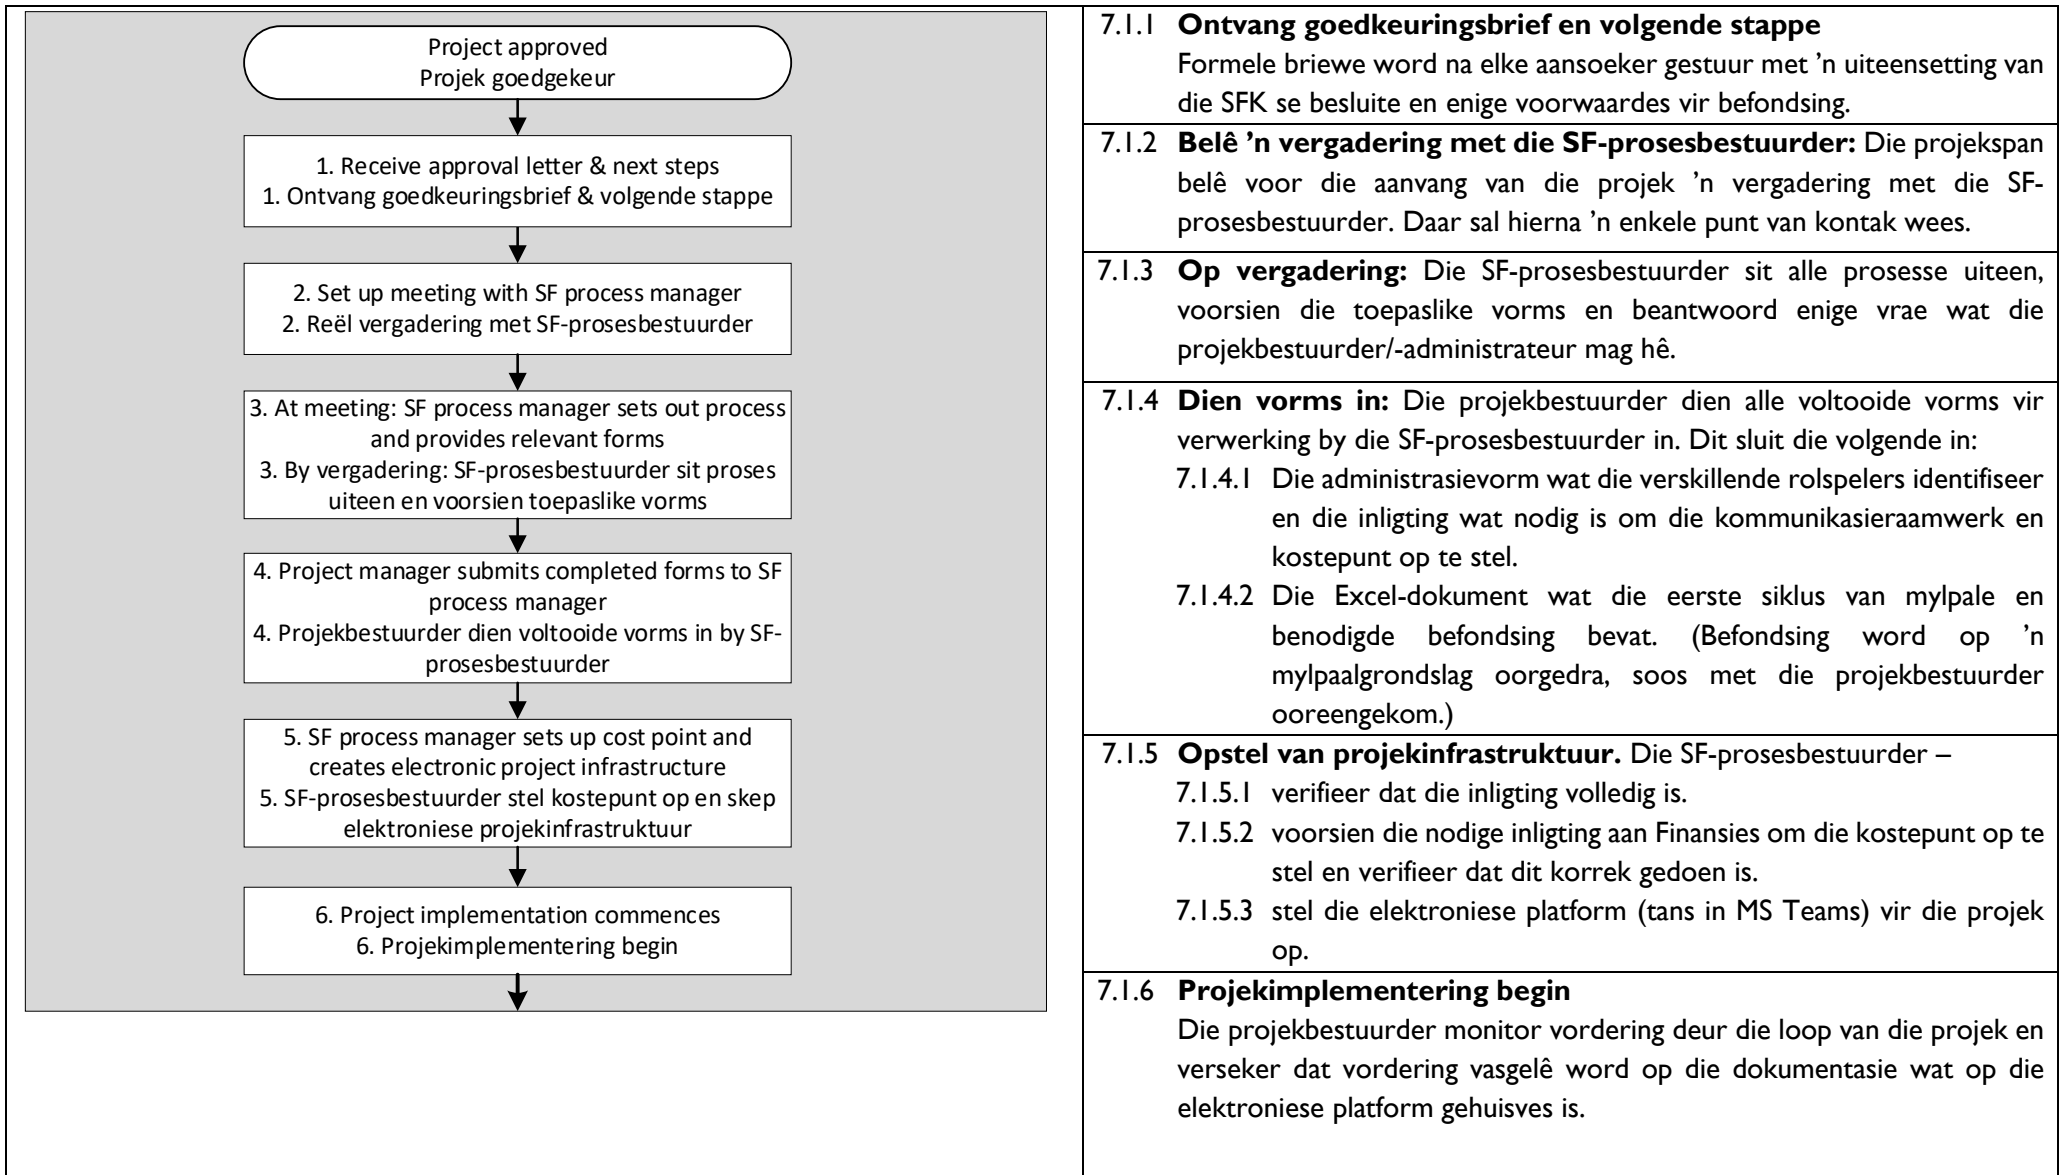 Project approved
Projek goedgekeur
1. Receive approval letter & next steps
1. Ontvang goedkeuringsbrief & volgende stappe
2. Set up meeting with SF process manager
2. Reël vergadering met SF-prosesbestuurder
3. At meeting: SF process manager sets out process
and provides relevant forms
3. By vergadering: SF-prosesbestuurder sit proses
uiteen en voorsien toepaslike vorms
4. Project manager submits completed forms to SF
process manager
4. Projekbestuurder dien voltooide vorms in by SF-
prosesbestuurder
5. SF process manager sets up cost point and
creates electronic project infrastructure
5. SF-prosesbestuurder stel kostepunt op en skep
elektroniese projekinfrastruktuur
6. Project implementation commences
6. Projekimplementering begin
7.1.1 Ontvang goedkeuringsbrief en volgende stappe
Formele briewe word na elke aansoeker gestuur met ’n uiteensetting van
die SFK se besluite en enige voorwaardes vir befondsing.
7.1.2 Belê ’n vergadering met die SF-prosesbestuurder: Die projekspan
belê voor die aanvang van die projek ’n vergadering met die SF-
prosesbestuurder. Daar sal hierna ’n enkele punt van kontak wees.
7.1.3 Op vergadering: Die SF-prosesbestuurder sit alle prosesse uiteen,
voorsien die toepaslike vorms en beantwoord enige vrae wat die
projekbestuurder/-administrateur mag hê.
7.1.4 Dien vorms in: Die projekbestuurder dien alle voltooide vorms vir
verwerking by die SF-prosesbestuurder in. Dit sluit die volgende in:
7.1.4.1 Die administrasievorm wat die verskillende rolspelers identifiseer
en die inligting wat nodig is om die kommunikasieraamwerk en
kostepunt op te stel.
7.1.4.2 Die Excel-dokument wat die eerste siklus van mylpale en
benodigde befondsing bevat. (Befondsing word op ’n
mylpaalgrondslag oorgedra, soos met die projekbestuurder
ooreengekom.)
7.1.5 Opstel van projekinfrastruktuur. Die SF-prosesbestuurder –
7.1.5.1 verifieer dat die inligting volledig is.
7.1.5.2 voorsien die nodige inligting aan Finansies om die kostepunt op te
stel en verifieer dat dit korrek gedoen is.
7.1.5.3 stel die elektroniese platform (tans in MS Teams) vir die projek
op.
7.1.6 Projekimplementering begin
Die projekbestuurder monitor vordering deur die loop van die projek en
verseker dat vordering vasgelê word op die dokumentasie wat op die
elektroniese platform gehuisves is.